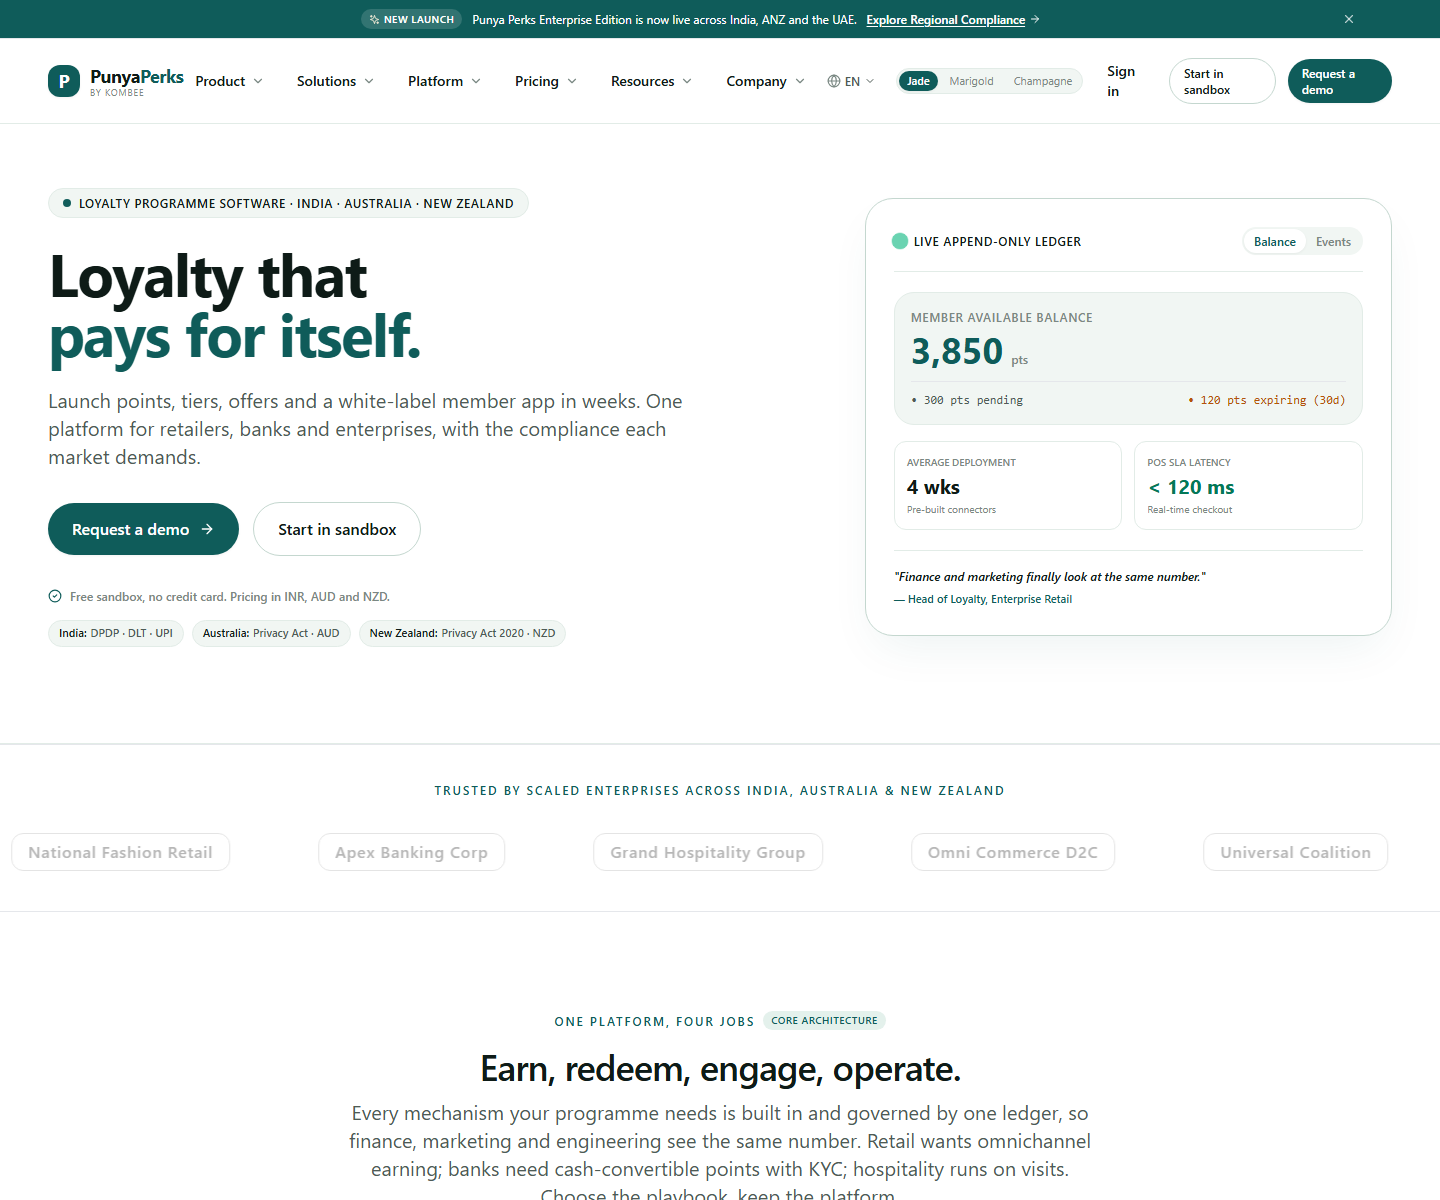 NEW LAUNCH Punya Perks Enterprise Edition is now live across India, ANZ and the UAE. Explore Regional Compliance →
P PunyaPerks
BY KOMBEE
Product Solutions Platform Pricing Resources Company EN Jade Marigold Champagne
Sign in
Start in sandbox
Request a demo
LOYALTY PROGRAMME SOFTWARE · INDIA · AUSTRALIA · NEW ZEALAND
Loyalty that
pays for itself.
Launch points, tiers, offers and a white-label member app in weeks. One
platform for retailers, banks and enterprises, with the compliance each
market demands.
Request a demo →
Start in sandbox
Free sandbox, no credit card. Pricing in INR, AUD and NZD.
India: DPDP · DLT · UPI
Australia: Privacy Act · AUD
New Zealand: Privacy Act 2020 · NZD
LIVE APPEND-ONLY LEDGER
Balance Events
MEMBER AVAILABLE BALANCE
3,850 pts
• 300 pts pending
• 120 pts expiring (30d)
AVERAGE DEPLOYMENT
4 wks
Pre-built connectors
POS SLA LATENCY
< 120 ms
Real-time checkout
"Finance and marketing finally look at the same number."
— Head of Loyalty, Enterprise Retail
TRUSTED BY SCALED ENTERPRISES ACROSS INDIA, AUSTRALIA & NEW ZEALAND
National Fashion Retail
Apex Banking Corp
Grand Hospitality Group
Omni Commerce D2C
Universal Coalition
ONE PLATFORM, FOUR JOBS CORE ARCHITECTURE
Earn, redeem, engage, operate.
Every mechanism your programme needs is built in and governed by one ledger, so
finance, marketing and engineering see the same number. Retail wants omnichannel
earning; banks need cash-convertible points with KYC; hospitality runs on visits.
Choose the playbook, keep the platform.